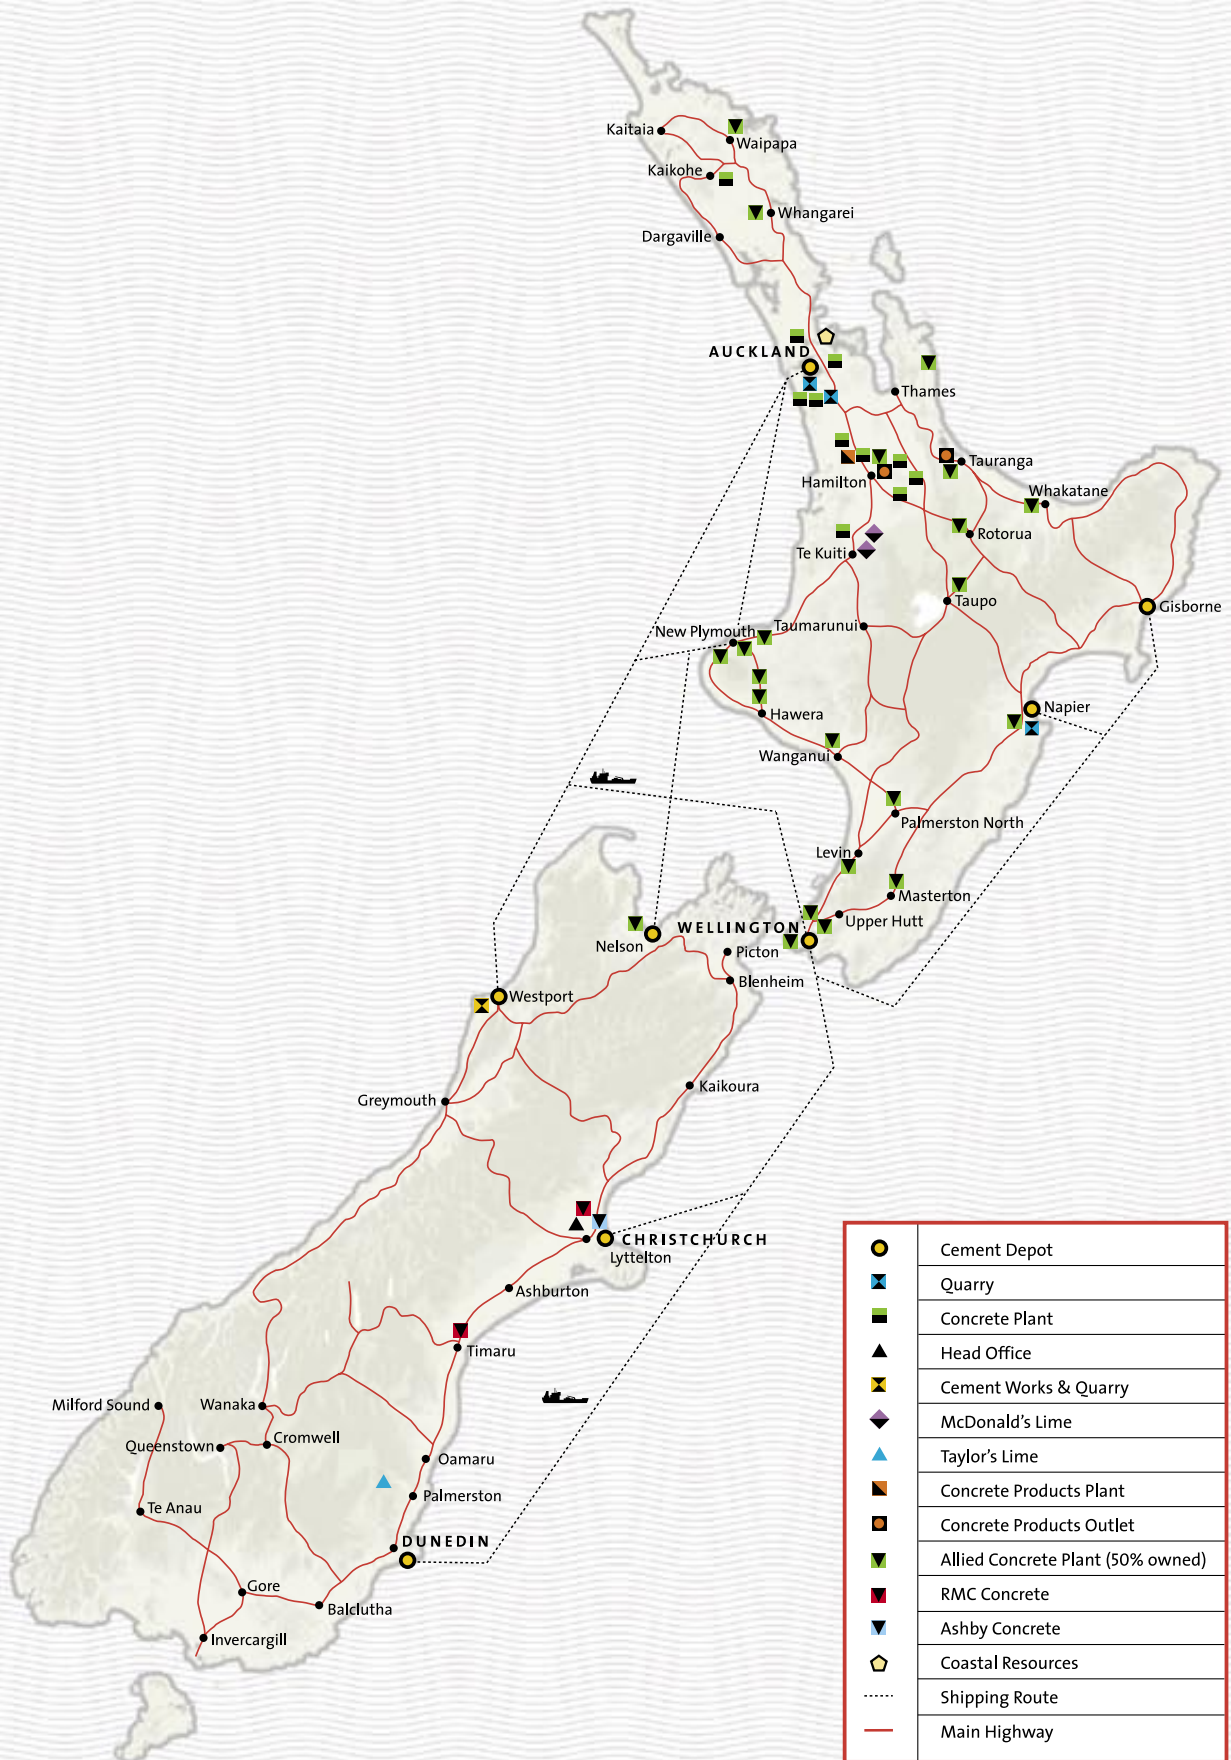 Kaitaia
Waipapa
Kaikohe
Whangarei
Dargaville
AUCKLAND
Thames
Tauranga
Hamilton
Whakatane
Rotorua
Te Kuiti
Taupo
Gisborne
New Plymouth
Taumarunui
Napier
Hawera
Wanganui
Palmerston North
Levin
Masterton
Upper Hutt
WELLINGTON
Nelson
Picton
Blenheim
Westport
Kaikoura
Greymouth
CHRISTCHURCH
Lyttelton
Ashburton
Timaru
Milford Sound
Wanaka
Queenstown
Cromwell
Oamaru
Palmerston
Te Anau
DUNEDIN
Gore
Balclutha
Invercargill
Cement Depot
Quarry
Concrete Plant
Head Office
Cement Works & Quarry
McDonald's Lime
Taylor's Lime
Concrete Products Plant
Concrete Products Outlet
Allied Concrete Plant (50% owned)
RMC Concrete
Ashby Concrete
Coastal Resources
Shipping Route
Main Highway